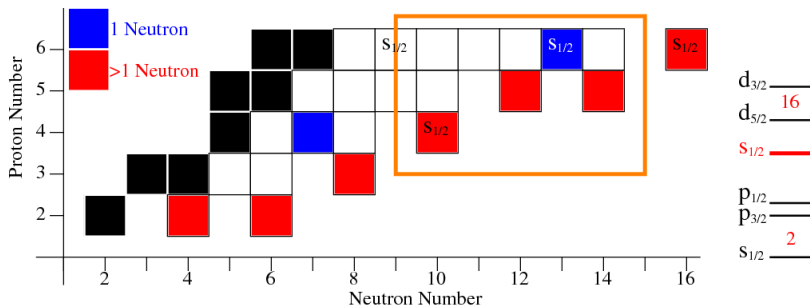 1 Neutron
>1 Neutron
Proton Number
6
5
4
3
2
s1/2
s1/2
s1/2
s1/2
2
4
6
8
10
12
14
16
Neutron Number
d3/2
16
d5/2
s1/2
p1/2
p3/2
2
s1/2